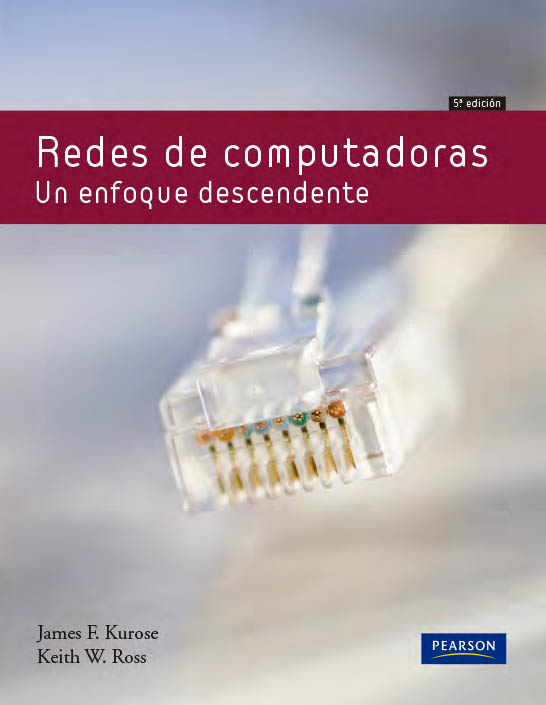 5ª edición
Redes de computadoras
Un enfoque descendente
James F. Kurose
Keith W. Ross
PEARSON